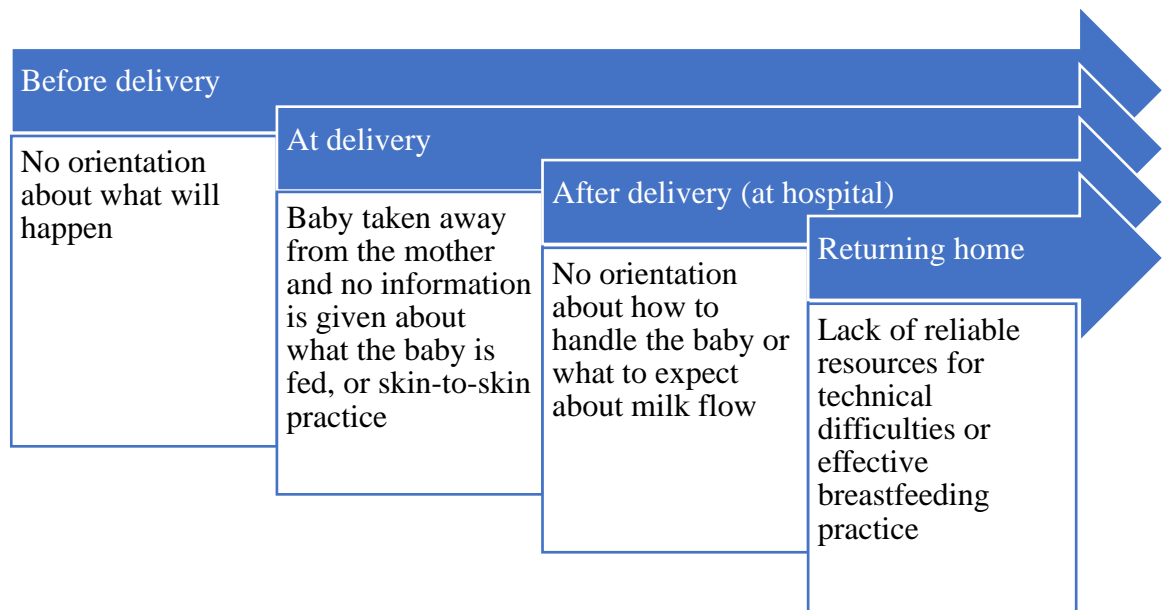 Before delivery
No orientation
about what will
happen
At delivery
Baby taken away
from the mother
and no information
is given about
what the baby is
fed, or skin-to-skin
practice
After delivery (at hospital)
No orientation
about how to
handle the baby or
what to expect
about milk flow
Returning home
Lack of reliable
resources for
technical
difficulties or
effective
breastfeeding
practice